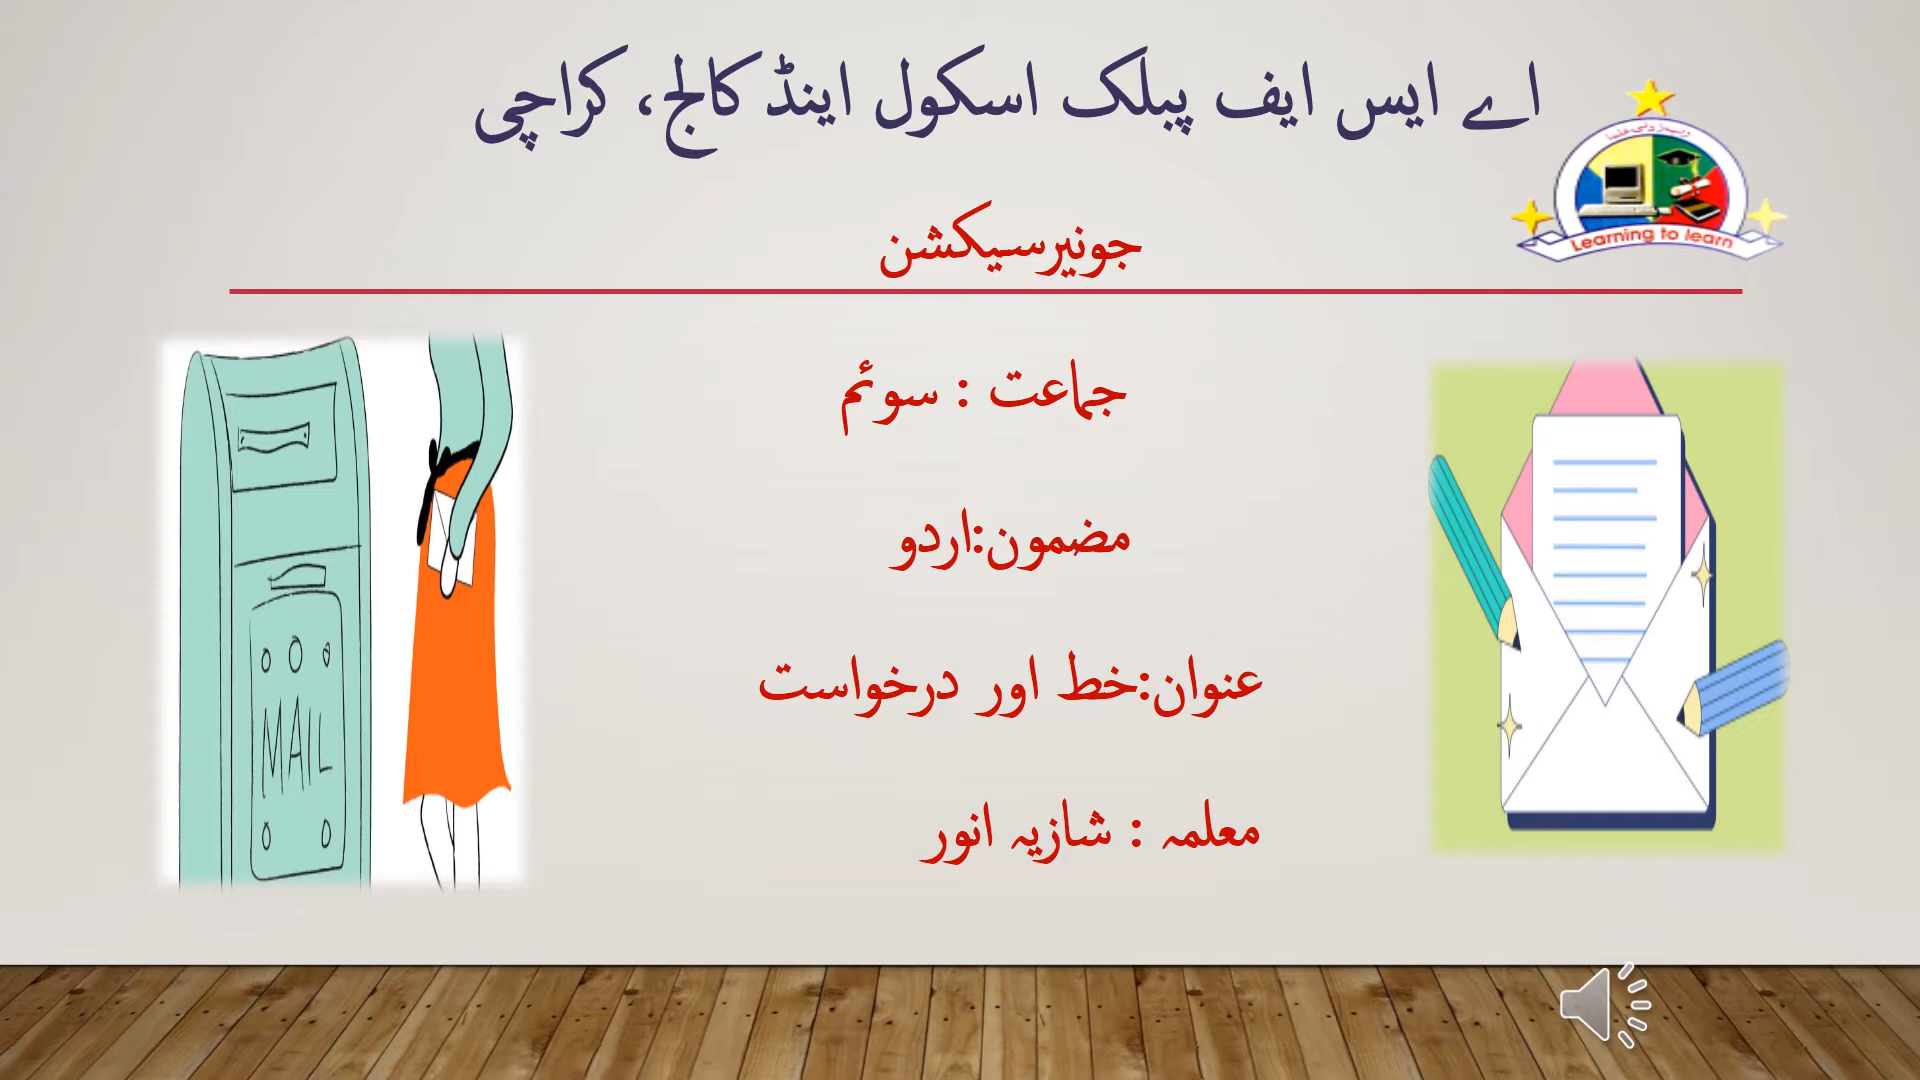 اے ایس ایف پبلک اسکول اینڈ کالج، کراچی
جونیرسیکشن
Learning to learn
جماعت : سوئم
مضمون:اردو
عنوان:خط اور درخواست
معلمہ : شازیہ انور
MAIL